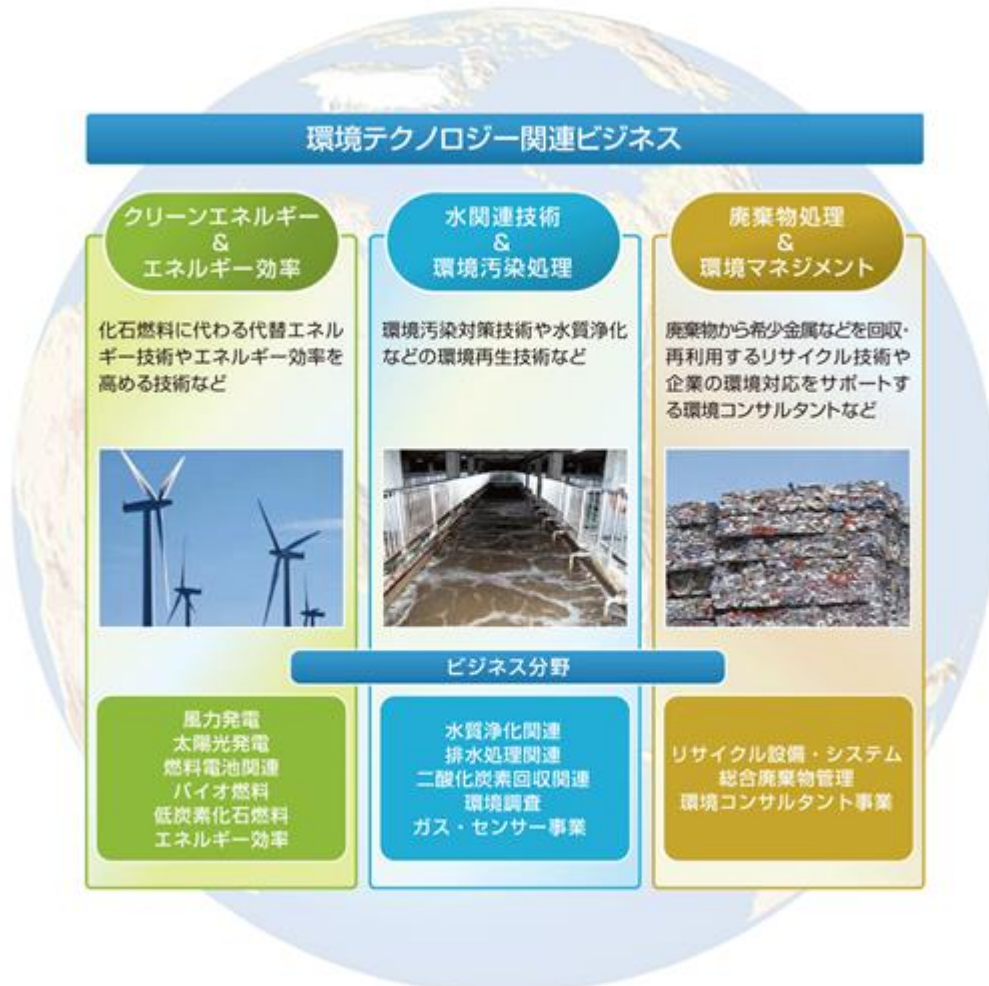 環境テクノロジー関連ビジネス
クリーンエネルギー
&
エネルギー効率
化石燃料に代わる代替エネル
ギー技術やエネルギー効率を
高める技術など
水関連技術
&
環境汚染処理
環境汚染対策技術や水質浄化
などの環境再生技術など
廃棄物処理
&
環境マネジメント
廃棄物から希少金属などを回収・
再利用するリサイクル技術や
企業の環境対応をサポートす
る環境コンサルタントなど
ビジネス分野
風力発電
太陽光発電
燃料電池関連
バイオ燃料
低炭素化石燃料
エネルギー効率
水質浄化関連
排水処理関連
二酸化炭素回収関連
環境調査
ガス・センサー事業
リサイクル設備・システム
総合廃棄物管理
環境コンサルタント事業